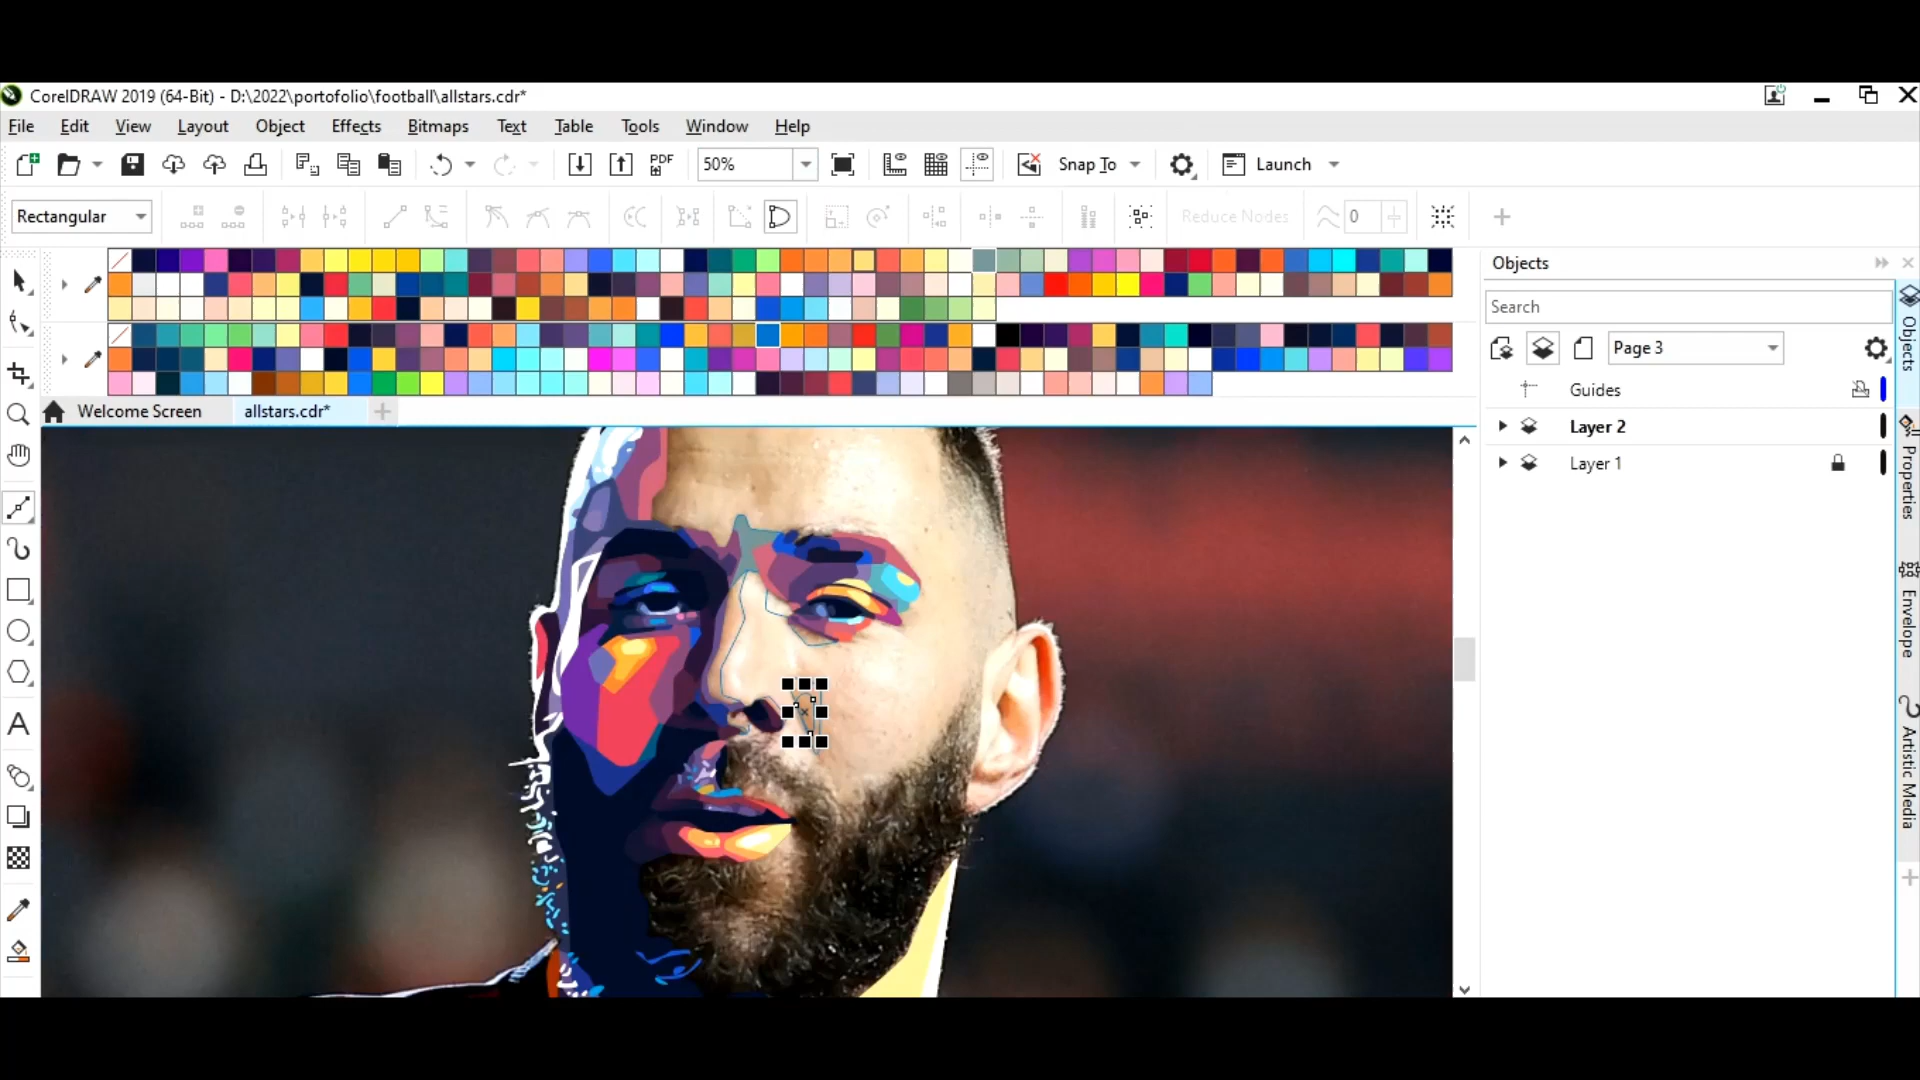 CorelDRAW 2019 (64-Bit) - D:\2022\portofolio\football\allstars.cdr*
File Edit View Layout Object Effects Bitmaps Text Table Tools Window Help
PDF 50% Snap To Launch
Rectangular Reduce Nodes 0
Objects
Search
Page 3
Guides
Layer 2
Layer 1
Welcome Screen allstars.cdr*
Objects
Properties
Envelope
Artistic Media